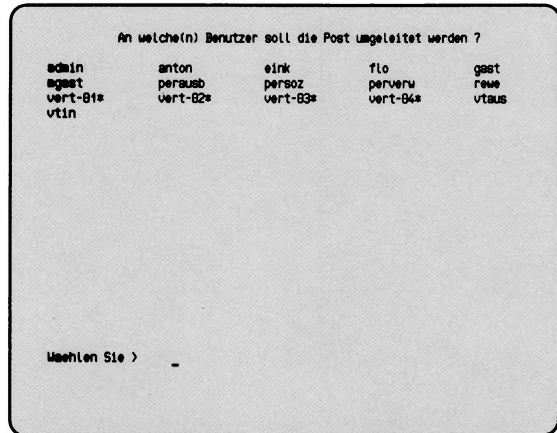 An welche(n) Benutzer soll die Post umgeleitet werden ?
admin anton eink flo gast
mgast perausb persoz perverw rewe
vert-01* vert-02* vert-03* vert-04* vtaus
vtin
Waehlen Sie > _